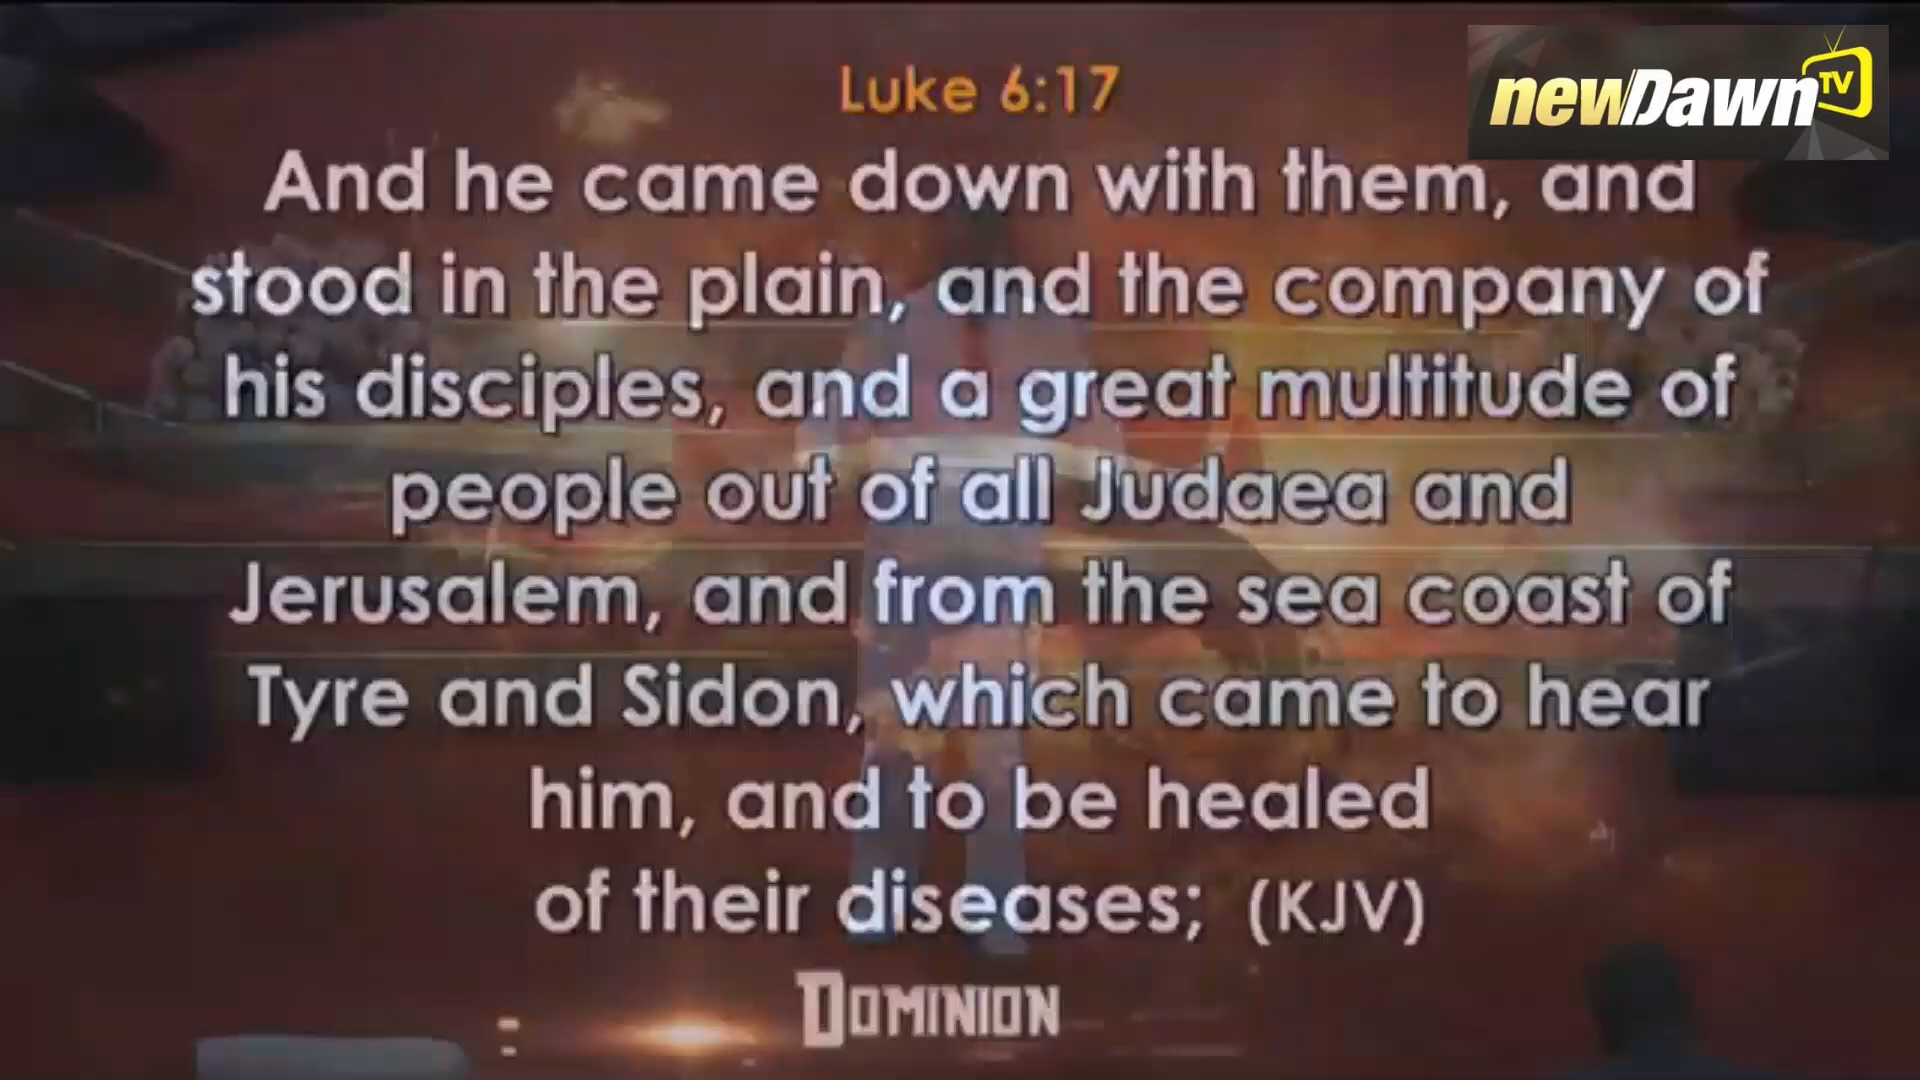 Luke 6:17
newDawn TV
And he came down with them, and
stood in the plain, and the company of
his disciples, and a great multitude of
people out of all Judaea and
Jerusalem, and from the sea coast of
Tyre and Sidon, which came to hear
him, and to be healed
of their diseases; (KJV)
DOMINION